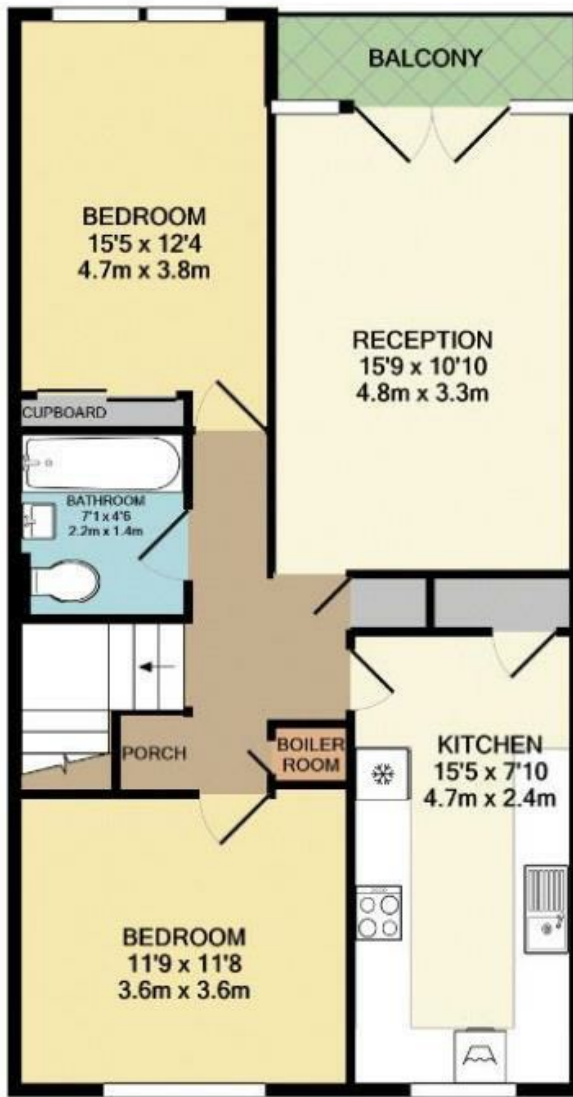 BALCONY
BEDROOM
15'5 x 12'4
4.7m x 3.8m
RECEPTION
15'9 x 10'10
4.8m x 3.3m
CUPBOARD
BATHROOM
7'1 x 4'6
2.2m x 1.4m
PORCH
BOILER
ROOM
KITCHEN
15'5 x 7'10
4.7m x 2.4m
BEDROOM
11'9 x 11'8
3.6m x 3.6m